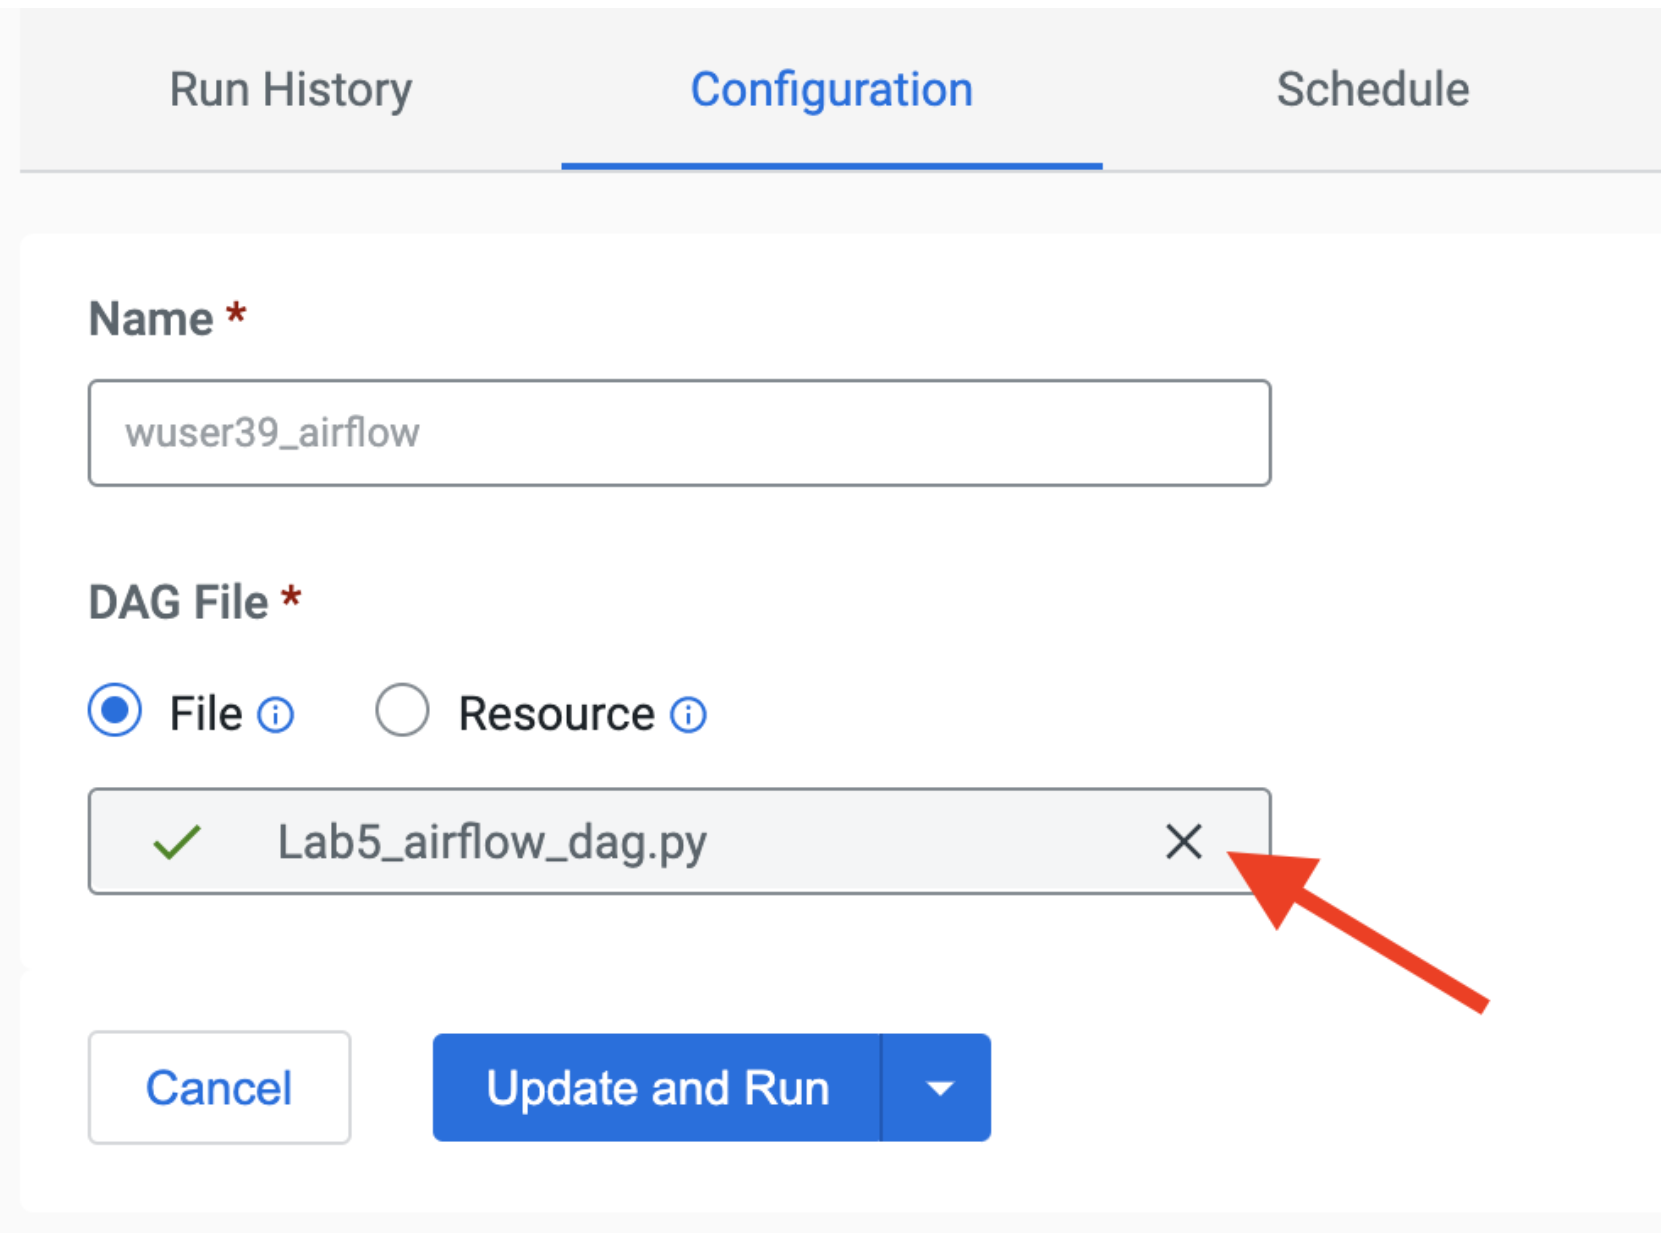 Run History Configuration Schedule
Name *
wuser39_airflow
DAG File *
File Resource
Lab5_airflow_dag.py
Cancel Update and Run